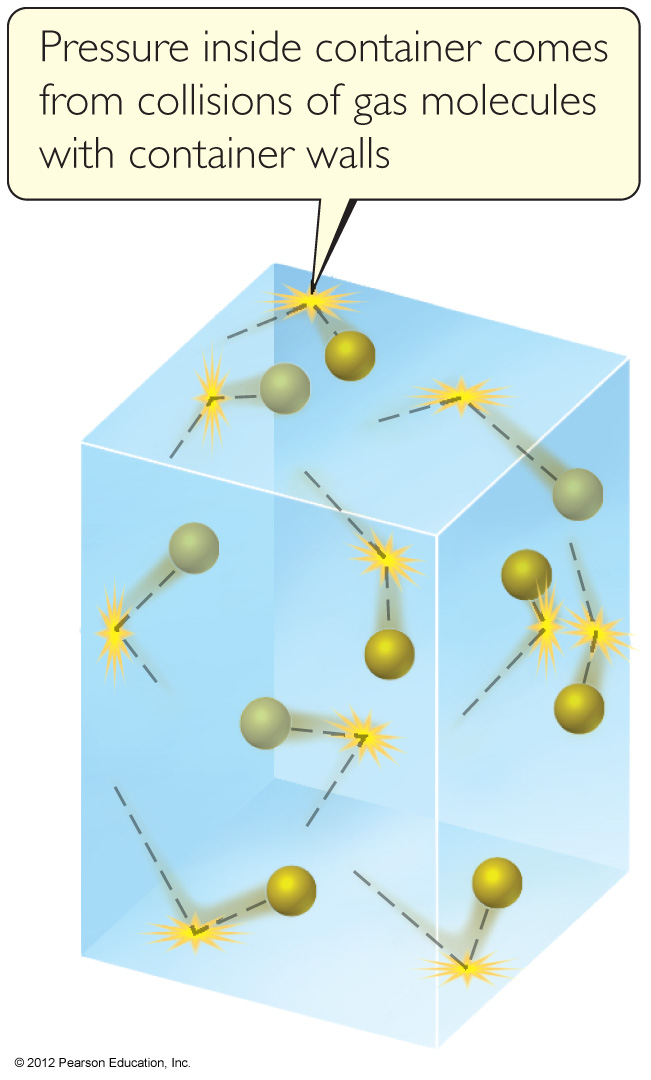 Pressure inside container comes
from collisions of gas molecules
with container walls
© 2012 Pearson Education, Inc.